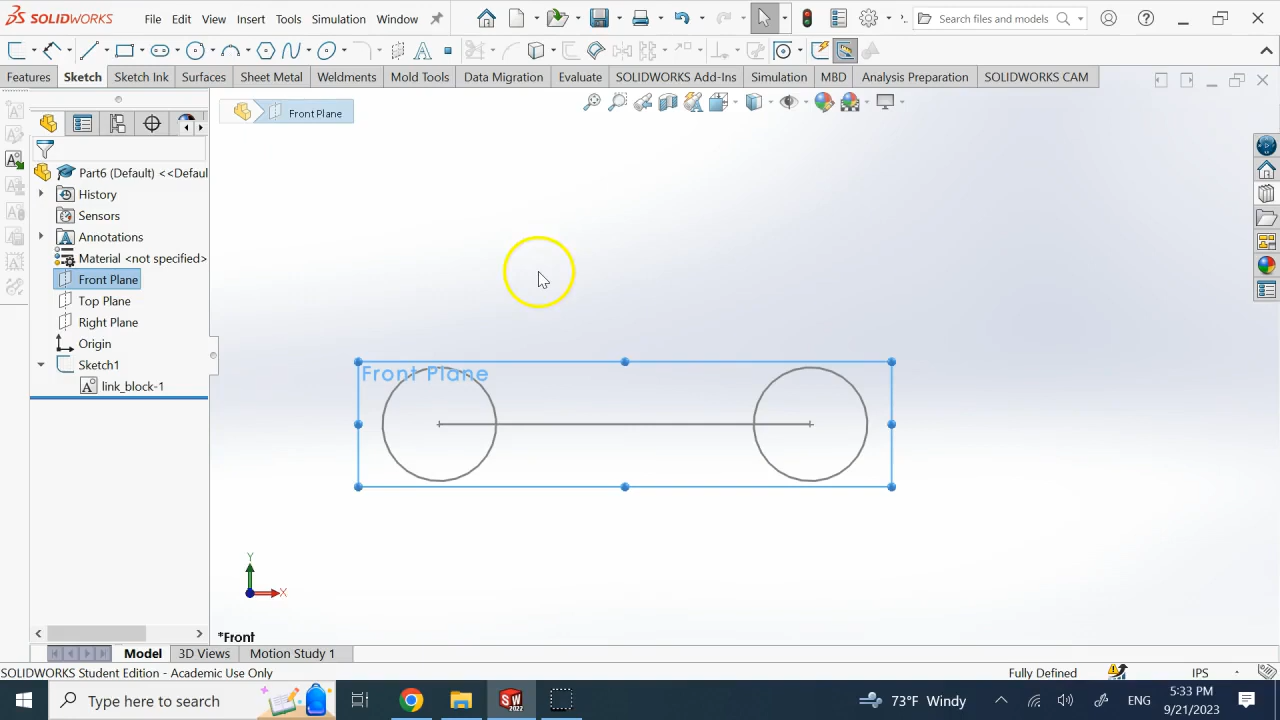 SOLIDWORKS File Edit View Insert Tools Simulation Window Search files and models
Features Sketch Sketch Ink Surfaces Sheet Metal Weldments Mold Tools Data Migration Evaluate SOLIDWORKS Add-Ins Simulation MBD Analysis Preparation SOLIDWORKS CAM
Front Plane
Part6 (Default) <<Defaul
History
Sensors
Annotations
Material <not specified>
Front Plane
Top Plane
Right Plane
Origin
Sketch1
link_block-1
Front Plane
Y
X
*Front
Model 3D Views Motion Study 1
SOLIDWORKS Student Edition - Academic Use Only Fully Defined IPS
Type here to search 73°F Windy ENG 5:33 PM
9/21/2023